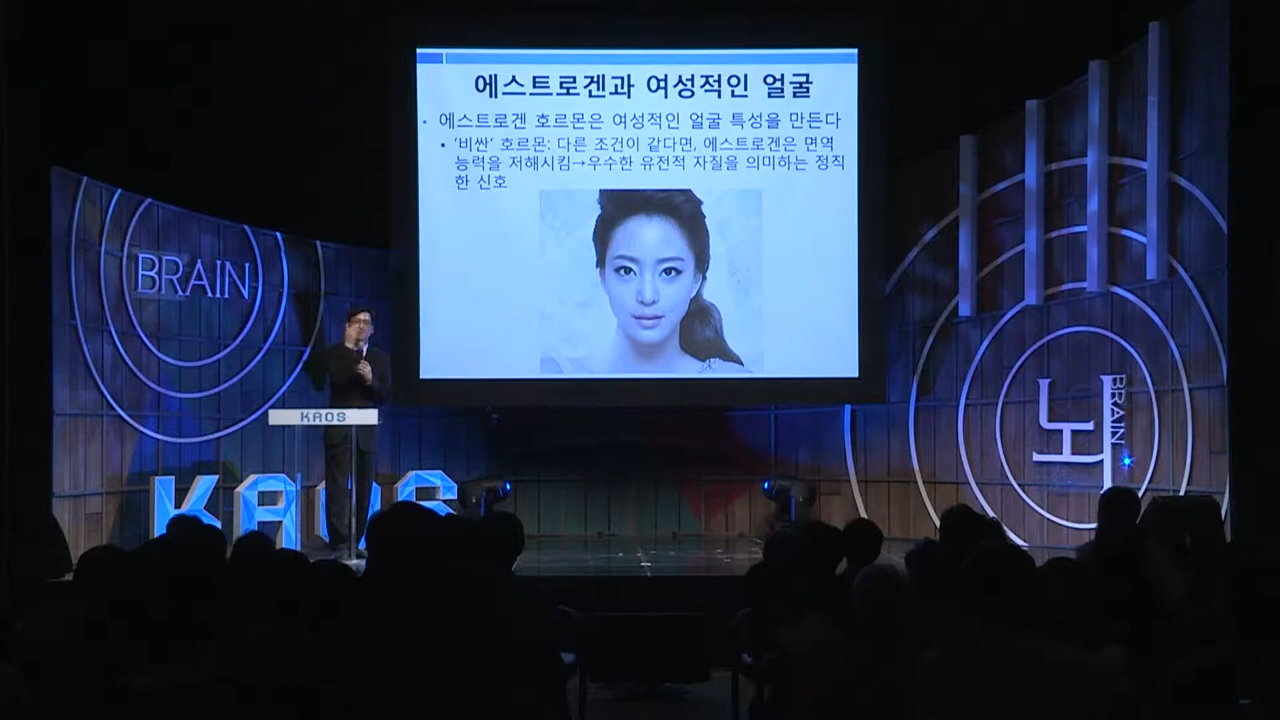 에스트로겐과 여성적인 얼굴
• 에스트로겐 호르몬은 여성적인 얼굴 특성을 만든다
• '비싼' 호르몬: 다른 조건이 같다면, 에스트로겐은 면역
능력을 저해시킴→우수한 유전적 자질을 의미하는 정직
한 신호
BRAIN
KAOS
KAOS
뇌
BRAIN